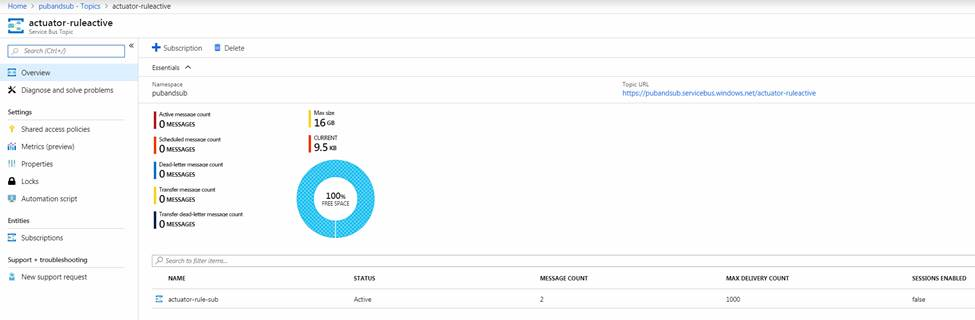 Home > pubandsub - Topics > actuator-ruleactive
actuator-ruleactive
Service Bus Topic
Search (Ctrl+/)
«
Overview
Diagnose and solve problems
Settings
Shared access policies
Metrics (preview)
Properties
Locks
Automation script
Entities
Subscriptions
Support + troubleshooting
New support request
Subscription Delete
Essentials
Namespace
pubandsub
Topic URL
https://pubandsub.servicebus.windows.net/actuator-ruleactive
Active message count
0 MESSAGES
Scheduled message count
0 MESSAGES
Dead-letter message count
0 MESSAGES
Transfer message count
0 MESSAGES
Transfer dead-letter message count
0 MESSAGES
Max size
16 GB
CURRENT
9.5 KB
100%
FREE SPACE
Search to filter items...
NAME STATUS MESSAGE COUNT MAX DELIVERY COUNT SESSIONS ENABLED
actuator-rule-sub Active 2 1000 false